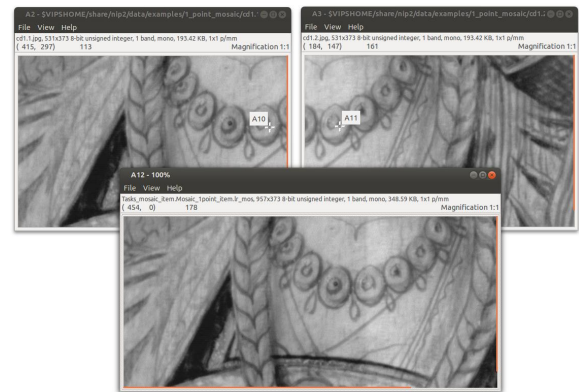 A2 - $VIPSHOME/share/nip2/data/examples/1_point_mosaic/cd1.
File View Help
cd1.1.jpg, 531x373 8-bit unsigned integer, 1 band, mono, 193.42 KB, 1x1 p/mm
( 415, 297) 113 Magnification 1:1
A10
A3 - $VIPSHOME/share/nip2/data/examples/1_point_mosaic/cd1.2
File View Help
cd1.2.jpg, 531x373 8-bit unsigned integer, 1 band, mono, 193.42 KB, 1x1 p/mm
( 184, 147) 161 Magnification 1:1
A11
A12 - 100%
File View Help
Tasks_mosaic_item.Mosaic_1point_item.lr_mos, 957x373 8-bit unsigned integer, 1 band, mono, 348.59 KB, 1x1 p/mm
( 454, 0) 178 Magnification 1:1